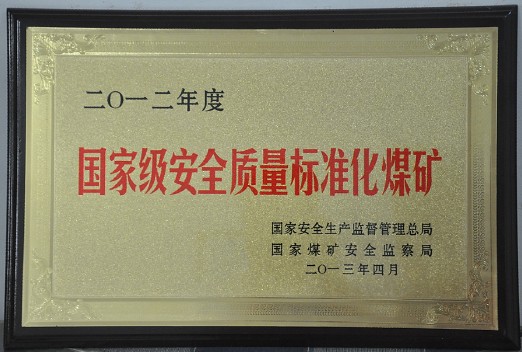 二〇一二年度
国家级安全质量标准化煤矿
国家安全生产监督管理总局
国家煤矿安全监察局
二〇一三年四月